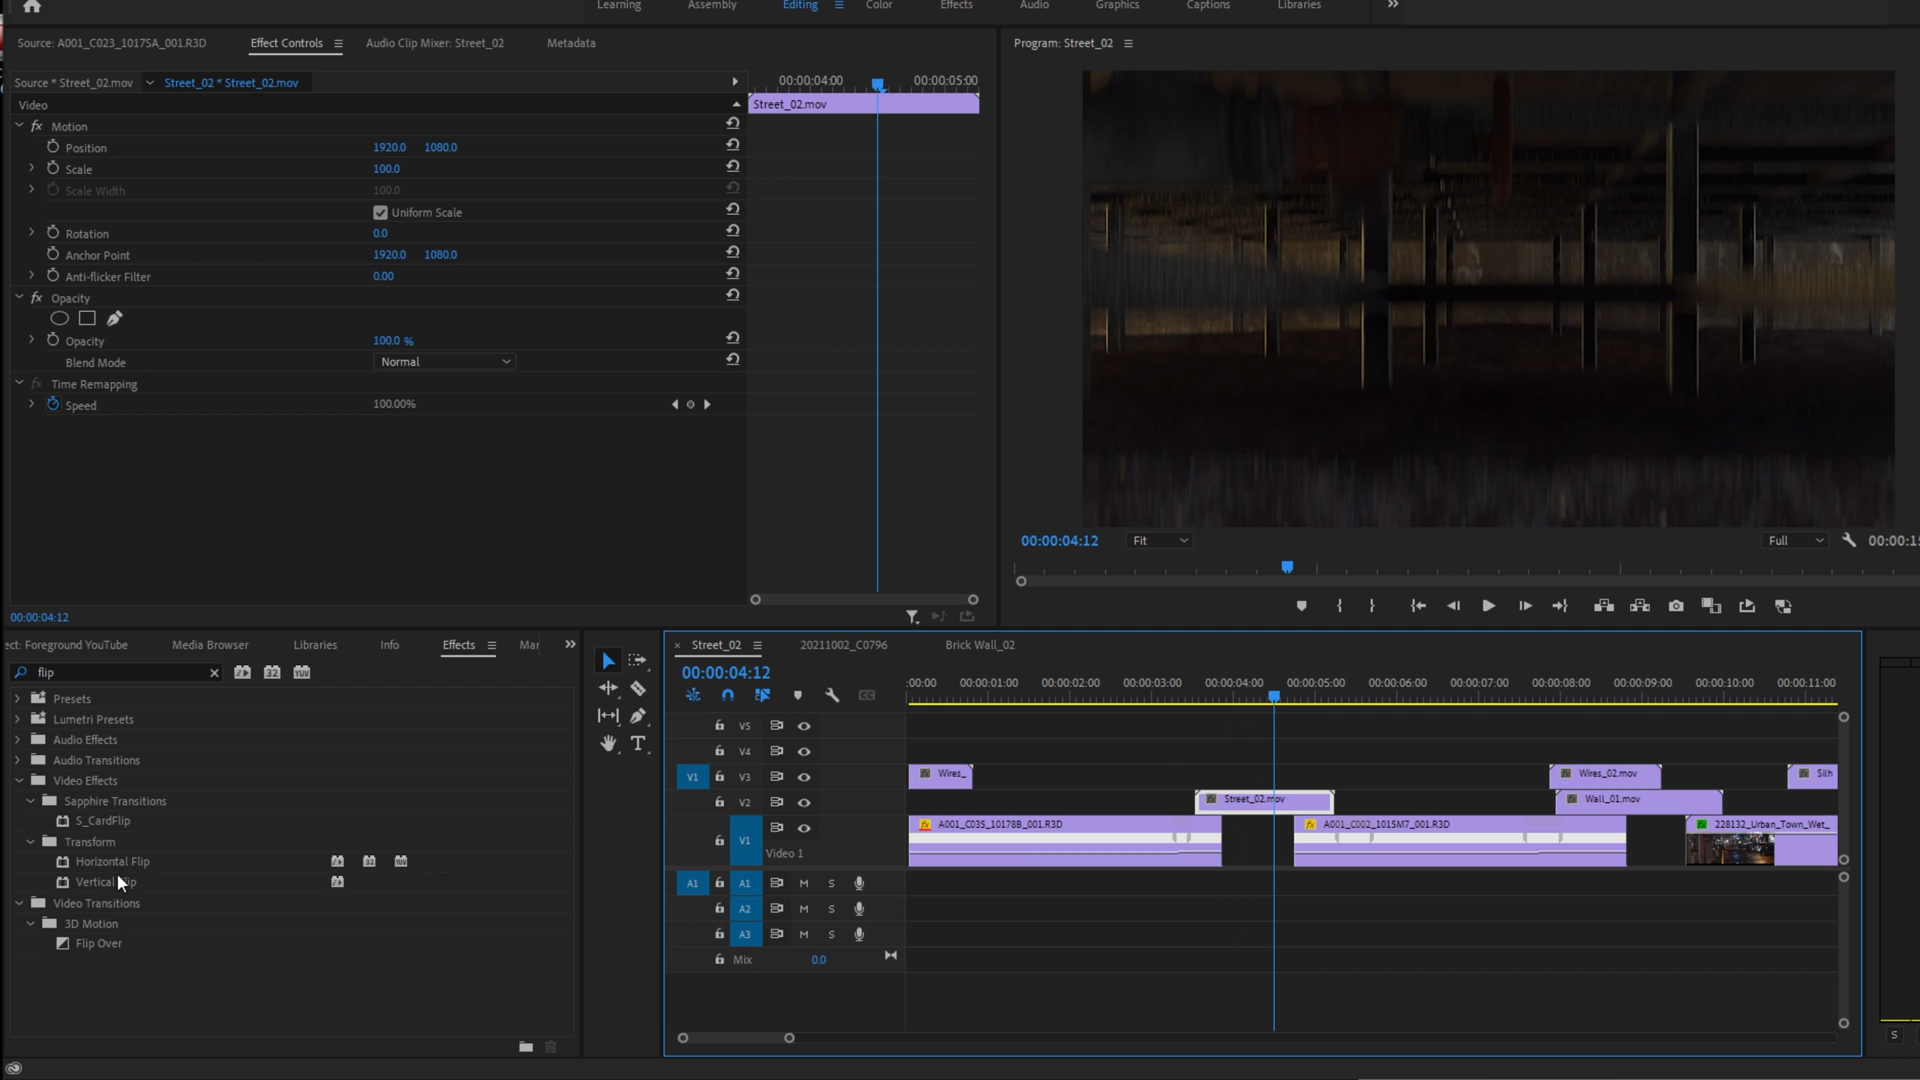 Learning Assembly Editing Color Effects Audio Graphics Captions Libraries
Source: A001_C023_1017SA_001.R3D Effect Controls Audio Clip Mixer: Street_02 Metadata
Program: Street_02
Source * Street_02.mov Street_02 * Street_02.mov
00:00:04:00 00:00:05:00
Video
Street_02.mov
Motion
Position 1920.0 1080.0
Scale 100.0
Scale Width 100.0
Uniform Scale
Rotation 0.0
Anchor Point 1920.0 1080.0
Anti-flicker Filter 0.00
Opacity
Opacity 100.0 %
Blend Mode Normal
Time Remapping
Speed 100.00%
00:00:04:12 Fit Full 00:00:1
00:00:04:12
ect: Foreground YouTube Media Browser Libraries Info Effects Mar
Street_02 20211002_C0796 Brick Wall_02
flip
00:00:04:12
:00:00 00:00:01:00 00:00:02:00 00:00:03:00 00:00:04:00 00:00:05:00 00:00:06:00 00:00:07:00 00:00:08:00 00:00:09:00 00:00:10:00 00:00:11:00
Presets
Lumetri Presets
Audio Effects
Audio Transitions
Video Effects
Sapphire Transitions
S_CardFlip
Transform
Horizontal Flip
Vertical ip
Video Transitions
3D Motion
Flip Over
V5
V4
V1 V3 Wires_ Wires_02.mov Silh
V2 Street_02.mov Wall_01.mov
V1 Video 1 A001_C035_10178B_001.R3D A001_C002_1015M7_001.R3D 228132_Urban_Town_Wet_
A1 A1 M S
A2 M S
A3 M S
Mix 0.0
S